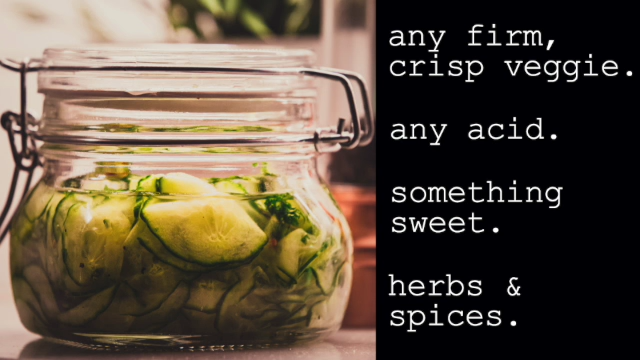 any firm,
crisp veggie.
any acid.
something
sweet.
herbs &
spices.